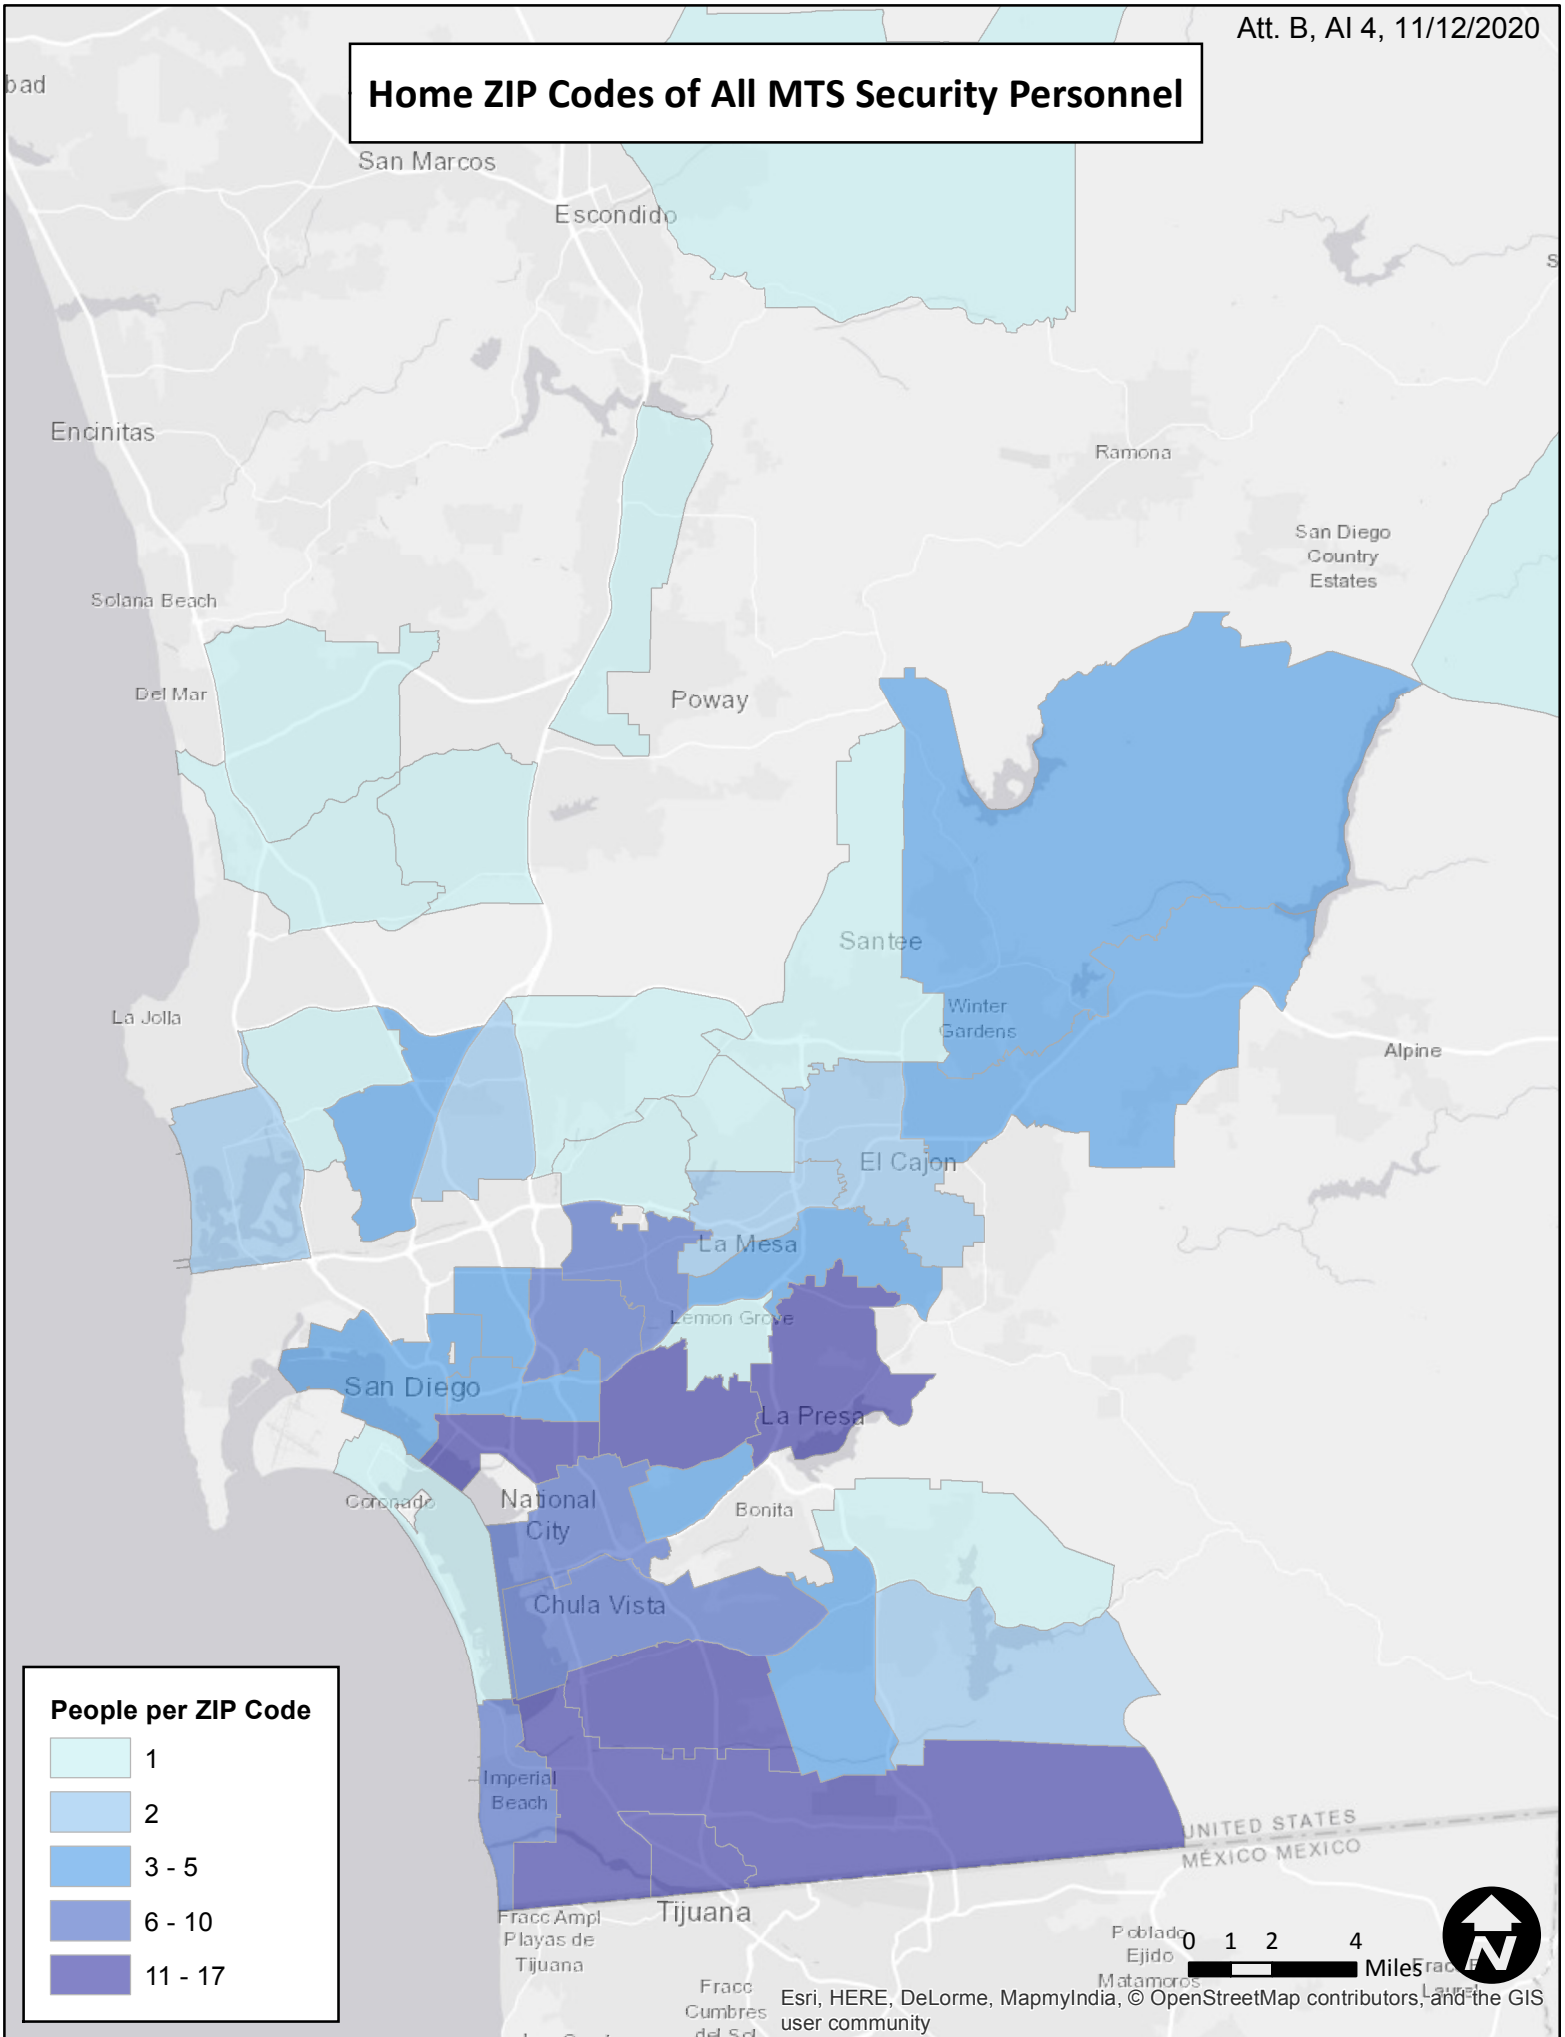 Att. B, AI 4, 11/12/2020
Home ZIP Codes of All MTS Security Personnel
bad
San Marcos
Escondido
Encinitas
Ramona
San Diego
Country
Estates
Solana Beach
Del Mar
Poway
Santee
La Jolla
Winter
Gardens
Alpine
El Cajon
La Mesa
Lemon Grove
San Diego
La Presa
Coronado
National
City
Bonita
Chula Vista
Imperial
Beach
People per ZIP Code
1
2
3 - 5
6 - 10
11 - 17
UNITED STATES
MÉXICO MEXICO
Tijuana
Fracc Ampl
Playas de
Tijuana
Poblado
Ejido
Matamoros
0 1 2 4
Miles
N
Fracc
Cumbres
del Sol
Esri, HERE, DeLorme, MapmyIndia, © OpenStreetMap contributors, and the GIS
user community